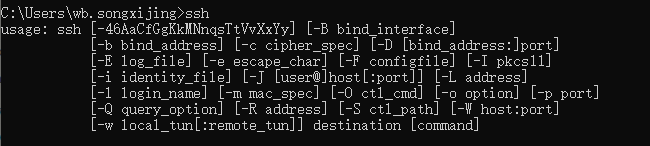 C:\Users\wb.songxijing>ssh
usage: ssh [-46AaCfGgKkMNnqsTtVvXxYy] [-B bind_interface]
           [-b bind_address] [-c cipher_spec] [-D [bind_address:]port]
           [-E log_file] [-e escape_char] [-F configfile] [-I pkcs11]
           [-i identity_file] [-J [user@]host[:port]] [-L address]
           [-l login_name] [-m mac_spec] [-O ctl_cmd] [-o option] [-p port]
           [-Q query_option] [-R address] [-S ctl_path] [-W host:port]
           [-w local_tun[:remote_tun]] destination [command]